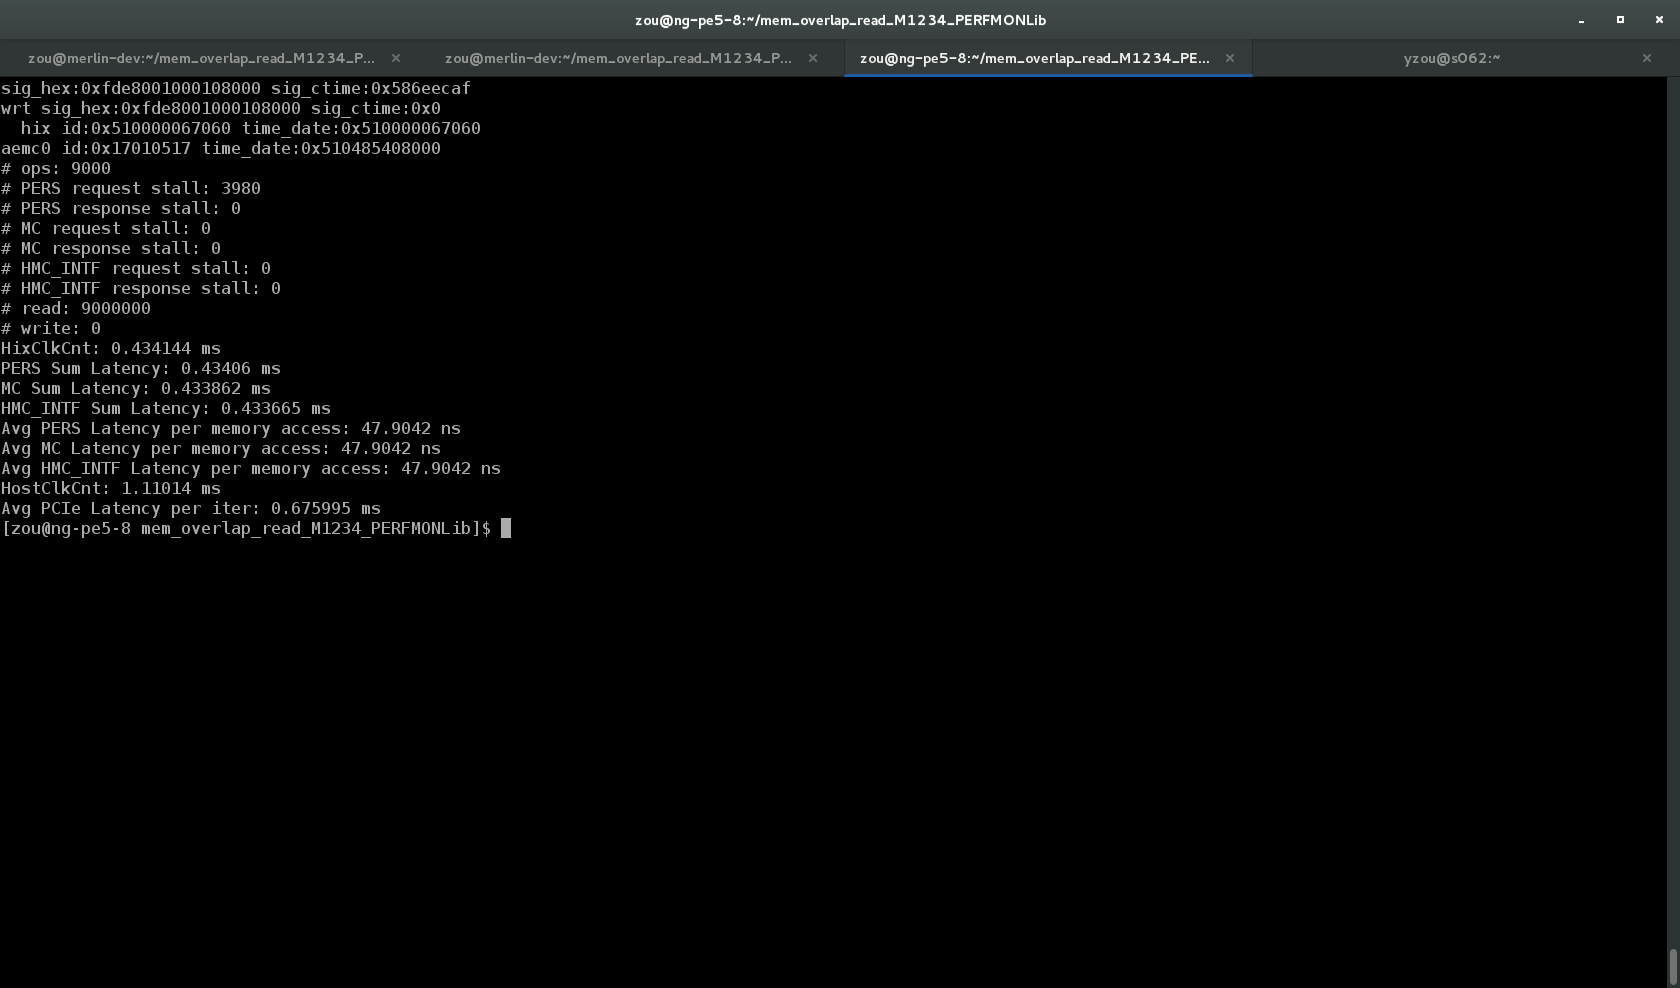 zou@ng-pe5-8:~/mem_overlap_read_M1234_PERFMONLib
zou@merlin-dev:~/mem_overlap_read_M1234_P... zou@merlin-dev:~/mem_overlap_read_M1234_P... zou@ng-pe5-8:~/mem_overlap_read_M1234_PE... yzou@s062:~
sig_hex:0xfde8001000108000 sig_ctime:0x586eecaf
wrt sig_hex:0xfde8001000108000 sig_ctime:0x0
  hix id:0x510000067060 time_date:0x510000067060
aemc0 id:0x17010517 time_date:0x510485408000
# ops: 9000
# PERS request stall: 3980
# PERS response stall: 0
# MC request stall: 0
# MC response stall: 0
# HMC_INTF request stall: 0
# HMC_INTF response stall: 0
# read: 9000000
# write: 0
HixClkCnt: 0.434144 ms
PERS Sum Latency: 0.43406 ms
MC Sum Latency: 0.433862 ms
HMC_INTF Sum Latency: 0.433665 ms
Avg PERS Latency per memory access: 47.9042 ns
Avg MC Latency per memory access: 47.9042 ns
Avg HMC_INTF Latency per memory access: 47.9042 ns
HostClkCnt: 1.11014 ms
Avg PCIe Latency per iter: 0.675995 ms
[zou@ng-pe5-8 mem_overlap_read_M1234_PERFMONLib]$